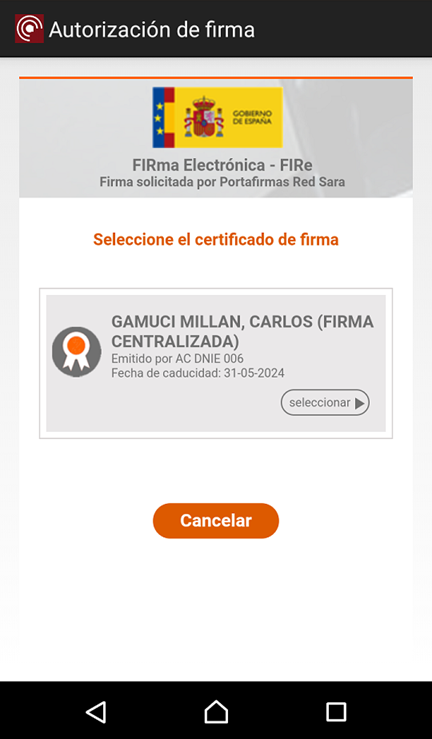 Autorización de firma
GOBIERNO
DE ESPAÑA
FIRma Electrónica - FIRe
Firma solicitada por Portafirmas Red Sara
Seleccione el certificado de firma
GAMUCI MILLAN, CARLOS (FIRMA
CENTRALIZADA)
Emitido por AC DNIE 006
Fecha de caducidad: 31-05-2024
seleccionar
Cancelar